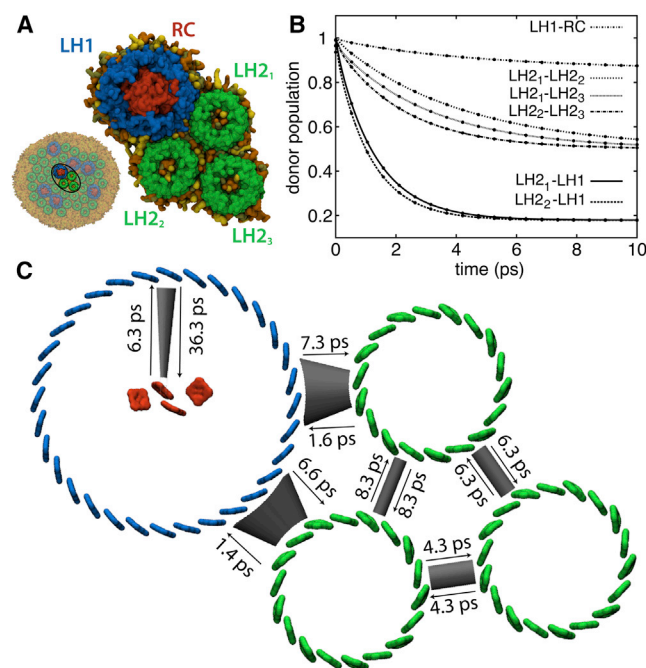 A
LH1
RC
LH2₁
LH2₂
LH2₃
B
donor population
1
0.8
0.6
0.4
0.2
0
2
4
6
8
10
time (ps)
LH1-RC
LH2₁-LH2₂
LH2₁-LH2₃
LH2₂-LH2₃
LH2₁-LH1
LH2₂-LH1
C
6.3 ps
36.3 ps
7.3 ps
1.6 ps
6.6 ps
1.4 ps
8.3 ps
8.3 ps
6.3 ps
6.3 ps
4.3 ps
4.3 ps